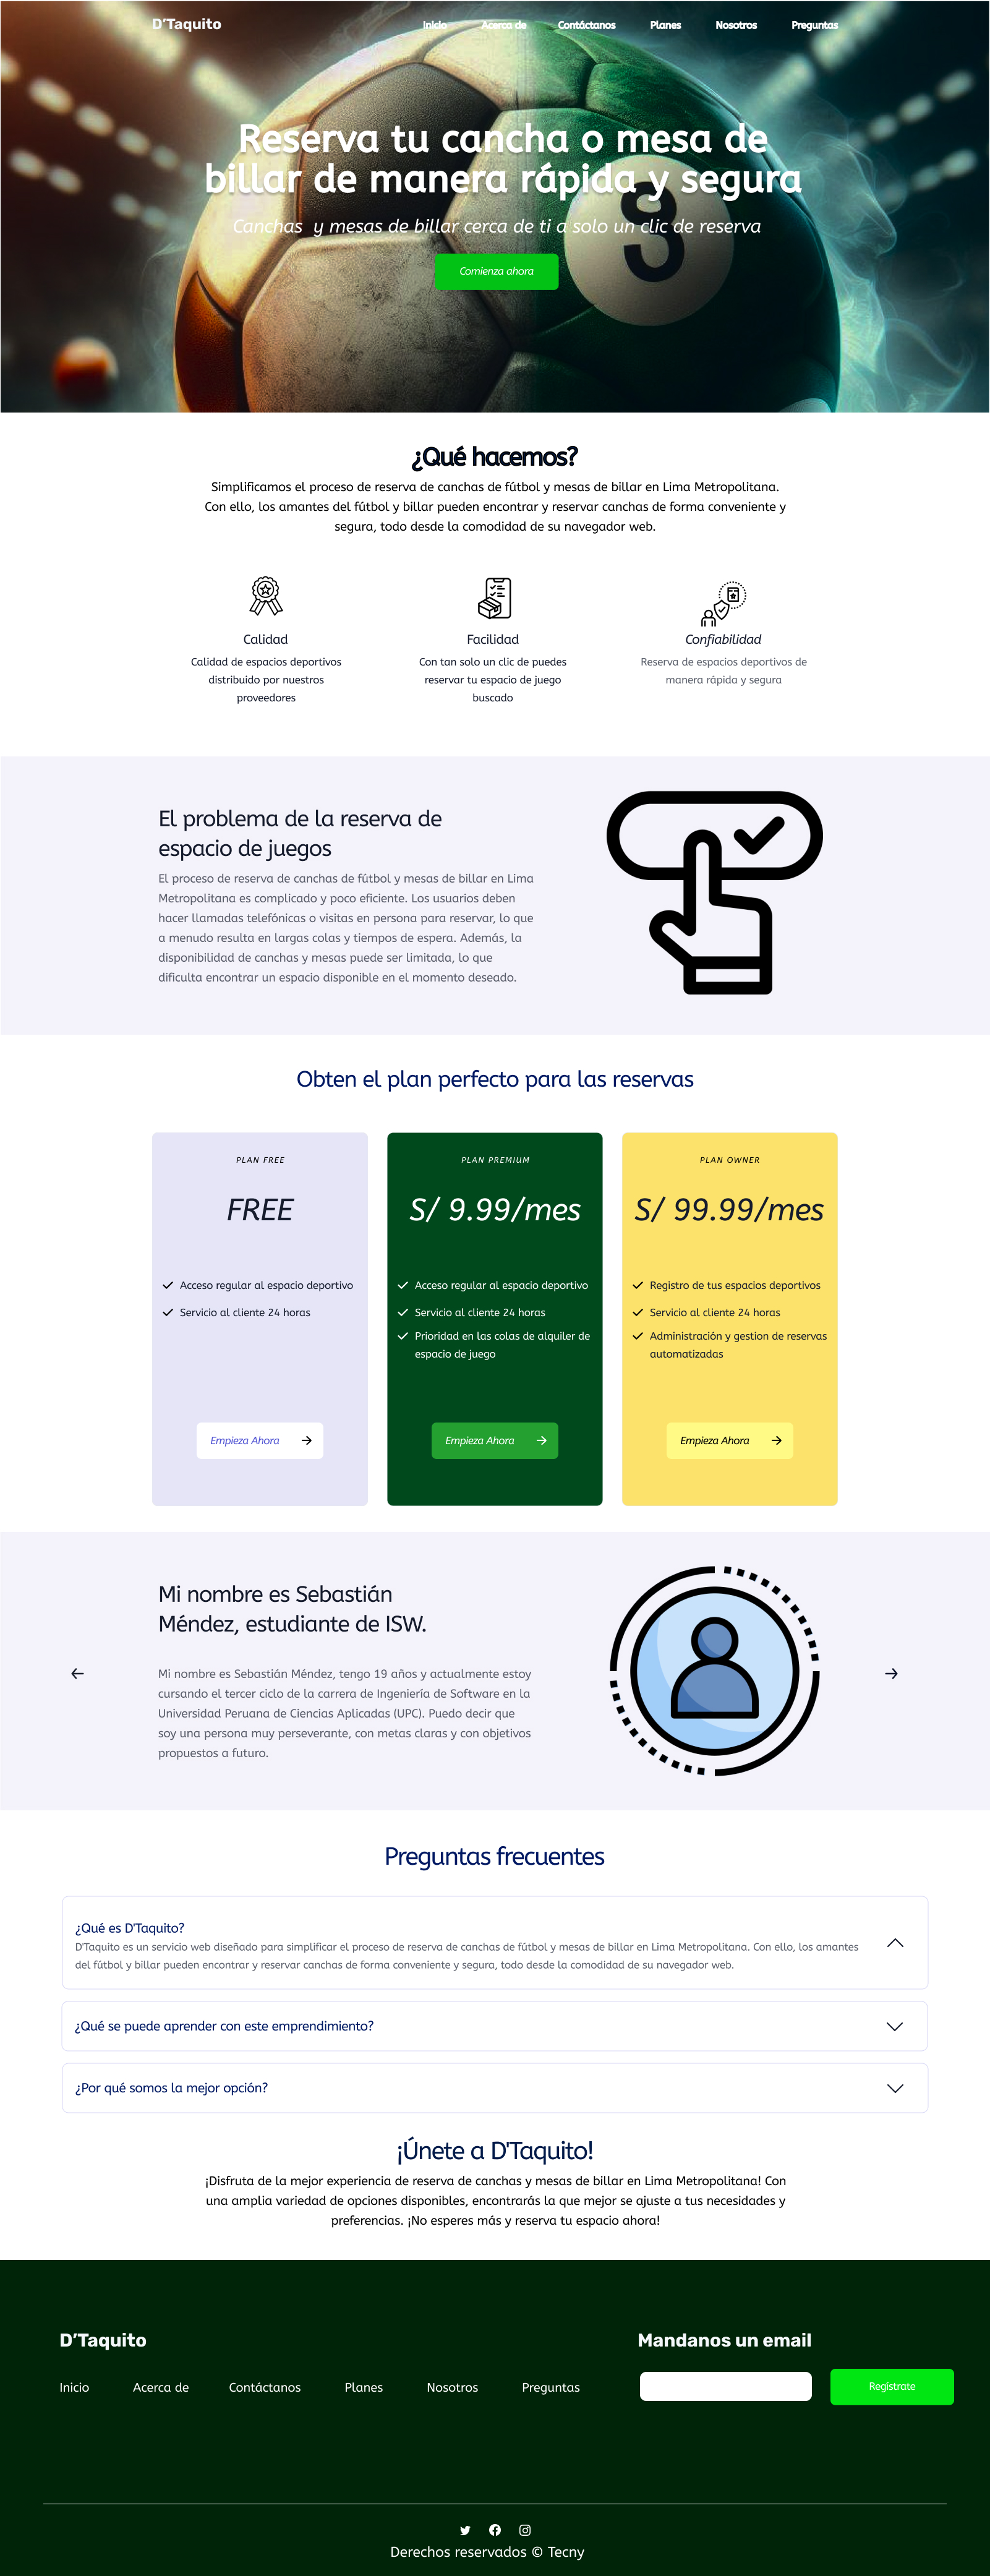 D'Taquito
Inicio Acerca de Contáctanos Planes Nosotros Preguntas
Reserva tu cancha o mesa de
billar de manera rápida y segura
Canchas y mesas de billar cerca de ti a solo un clic de reserva
8
Comienza ahora
¿Qué hacemos?
Simplificamos el proceso de reserva de canchas de fútbol y mesas de billar en Lima Metropolitana.
Con ello, los amantes del fútbol y billar pueden encontrar y reservar canchas de forma conveniente y
segura, todo desde la comodidad de su navegador web.
Calidad
Calidad de espacios deportivos
distribuido por nuestros
proveedores
Facilidad
Con tan solo un clic de puedes
reservar tu espacio de juego
buscado
Confiabilidad
Reserva de espacios deportivos de
manera rápida y segura
El problema de la reserva de
espacio de juegos
El proceso de reserva de canchas de fútbol y mesas de billar en Lima
Metropolitana es complicado y poco eficiente. Los usuarios deben
hacer llamadas telefónicas o visitas en persona para reservar, lo que
a menudo resulta en largas colas y tiempos de espera. Además, la
disponibilidad de canchas y mesas puede ser limitada, lo que
dificulta encontrar un espacio disponible en el momento deseado.
Obten el plan perfecto para las reservas
PLAN FREE
FREE
Acceso regular al espacio deportivo
Servicio al cliente 24 horas
Empieza Ahora
PLAN PREMIUM
S/ 9.99/mes
Acceso regular al espacio deportivo
Servicio al cliente 24 horas
Prioridad en las colas de alquiler de
espacio de juego
Empieza Ahora
PLAN OWNER
S/ 99.99/mes
Registro de tus espacios deportivos
Servicio al cliente 24 horas
Administración y gestion de reservas
automatizadas
Empieza Ahora
Mi nombre es Sebastián
Méndez, estudiante de ISW.
Mi nombre es Sebastián Méndez, tengo 19 años y actualmente estoy
cursando el tercer ciclo de la carrera de Ingeniería de Software en la
Universidad Peruana de Ciencias Aplicadas (UPC). Puedo decir que
soy una persona muy perseverante, con metas claras y con objetivos
propuestos a futuro.
Preguntas frecuentes
¿Qué es D'Taquito?
D'Taquito es un servicio web diseñado para simplificar el proceso de reserva de canchas de fútbol y mesas de billar en Lima Metropolitana. Con ello, los amantes
del fútbol y billar pueden encontrar y reservar canchas de forma conveniente y segura, todo desde la comodidad de su navegador web.
¿Qué se puede aprender con este emprendimiento?
¿Por qué somos la mejor opción?
¡Únete a D'Taquito!
¡Disfruta de la mejor experiencia de reserva de canchas y mesas de billar en Lima Metropolitana! Con
una amplia variedad de opciones disponibles, encontrarás la que mejor se ajuste a tus necesidades y
preferencias. ¡No esperes más y reserva tu espacio ahora!
D'Taquito
Inicio Acerca de Contáctanos Planes Nosotros Preguntas
Mandanos un email
Regístrate
Derechos reservados © Tecny